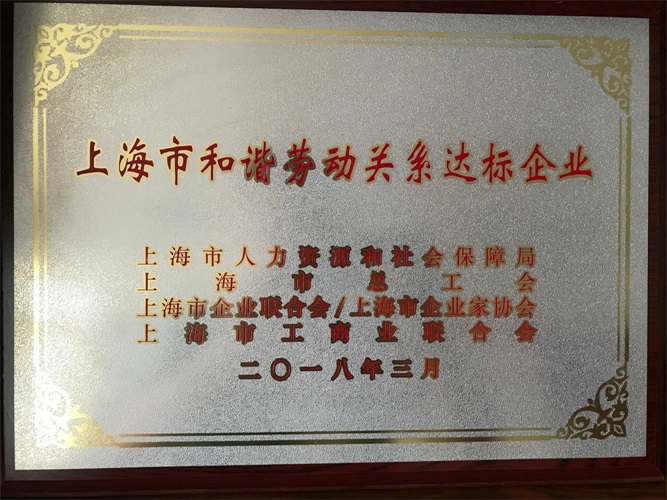 上海市和谐劳动关系达标企业
上海市人力资源和社会保障局
上海市总工会
上海市企业联合会/上海市企业家协会
上海市工商业联合会
二〇一八年三月